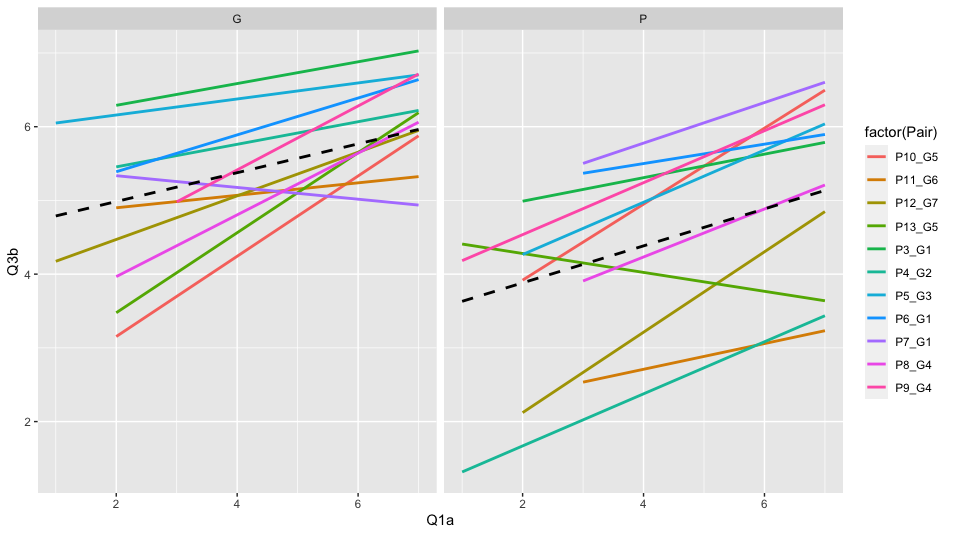 G P
factor(Pair)
P10_G5
P11_G6
P12_G7
P13_G5
P3_G1
P4_G2
P5_G3
P6_G1
P7_G1
P8_G4
P9_G4
Q3b
6
4
2
2 4 6 2 4 6
Q1a